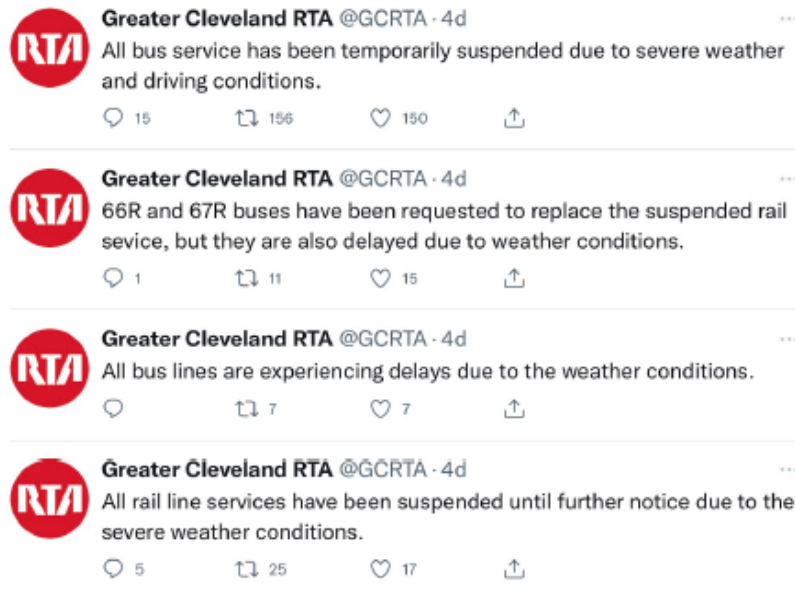 RTA
Greater Cleveland RTA @GCRTA · 4d
All bus service has been temporarily suspended due to severe weather
and driving conditions.
15 156 150
RTA
Greater Cleveland RTA @GCRTA · 4d
66R and 67R buses have been requested to replace the suspended rail
sevice, but they are also delayed due to weather conditions.
1 11 15
RTA
Greater Cleveland RTA @GCRTA · 4d
All bus lines are experiencing delays due to the weather conditions.
7 7
RTA
Greater Cleveland RTA @GCRTA · 4d
All rail line services have been suspended until further notice due to the
severe weather conditions.
5 25 17